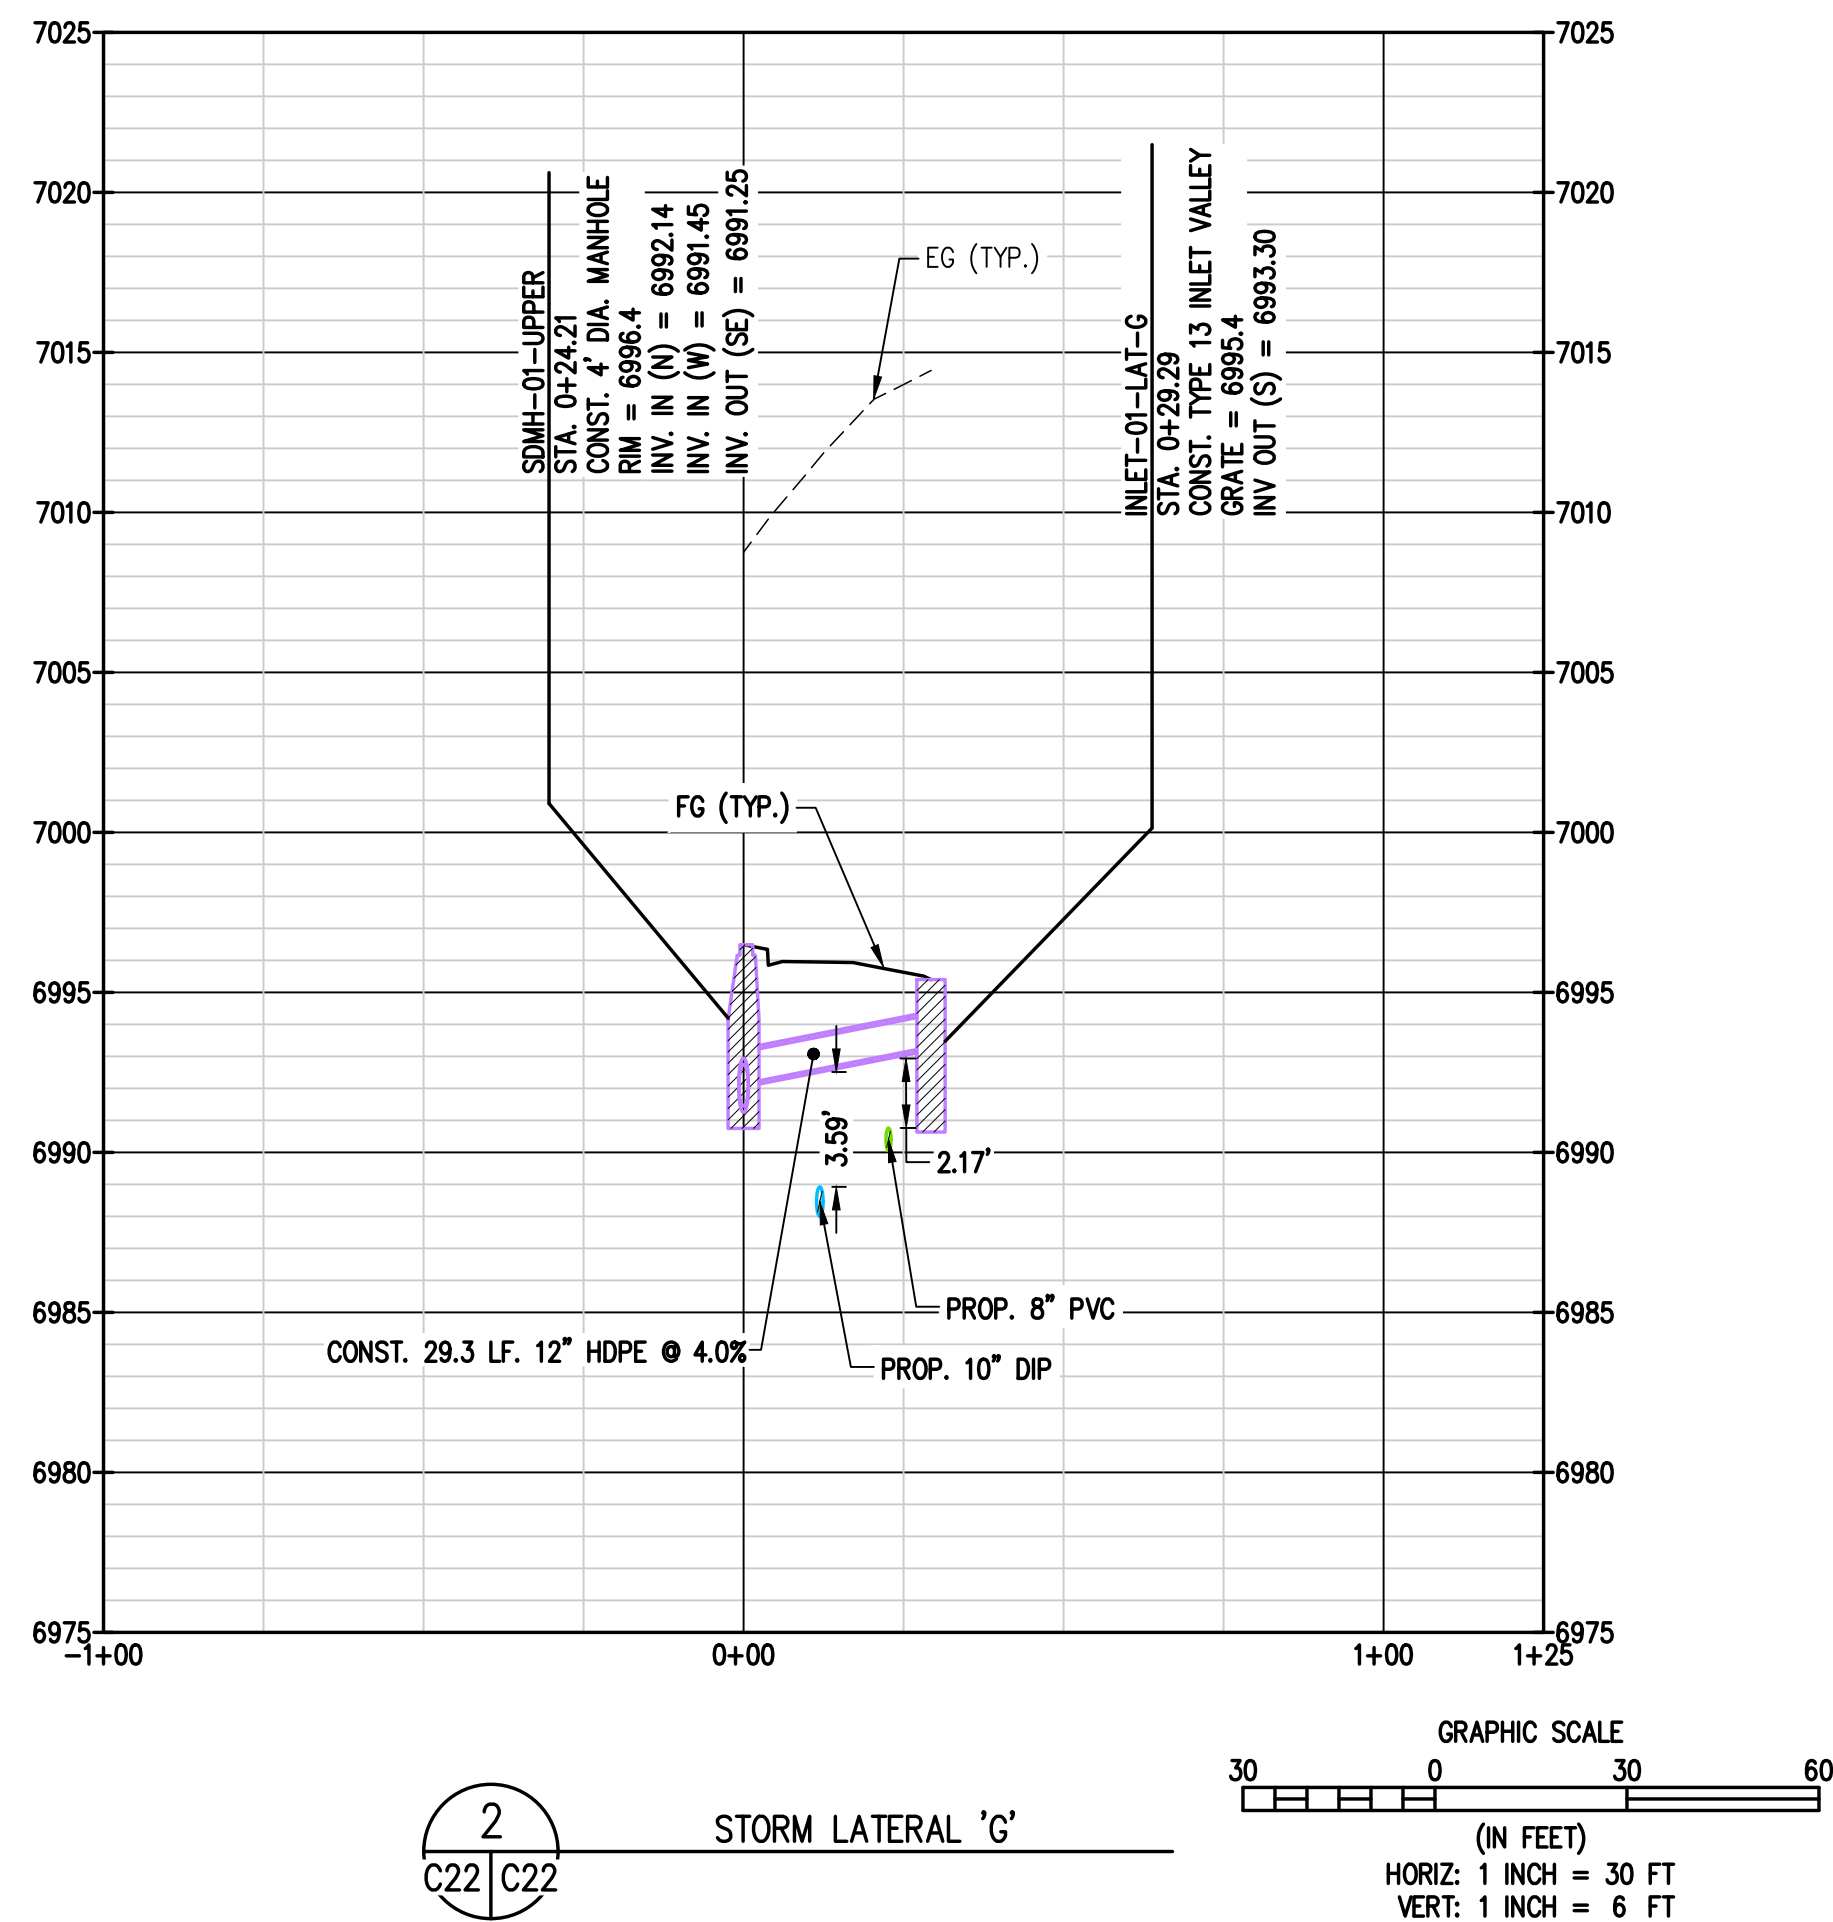 7025
7020
7015
7010
7005
7000
6995
6990
6985
6980
6975
7025
7020
7015
7010
7005
7000
6995
6990
6985
6980
6975
-1+00
0+00
1+00
1+25
SDMH-01-UPPER
STA. 0+24.21
CONST. 4' DIA. MANHOLE
RIM = 6996.4
INV. IN (N) = 6992.14
INV. IN (W) = 6991.45
INV. OUT (SE) = 6991.25
EG (TYP.)
INLET-01-LAT-G
STA. 0+29.29
CONST. TYPE 13 INLET VALLEY
GRATE = 6995.4
INV OUT (S) = 6993.30
FG (TYP.)
3.59'
2.17'
PROP. 8" PVC
CONST. 29.3 LF. 12" HDPE @ 4.0%
PROP. 10" DIP
2
C22 C22
STORM LATERAL 'G'
GRAPHIC SCALE
30 0 30 60
(IN FEET)
HORIZ: 1 INCH = 30 FT
VERT: 1 INCH = 6 FT